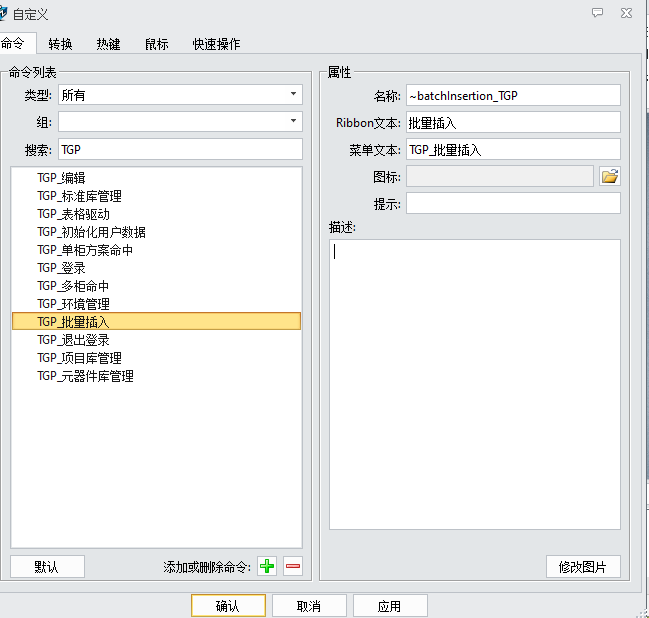 自定义
命令 转换 热键 鼠标 快速操作
命令列表
类型: 所有
组:
搜索: TGP
TGP_编辑
TGP_标准库管理
TGP_表格驱动
TGP_初始化用户数据
TGP_单柜方案命中
TGP_登录
TGP_多柜命中
TGP_环境管理
TGP_批量插入
TGP_退出登录
TGP_项目库管理
TGP_元器件库管理
默认 添加或删除命令:
属性
名称: ~batchInsertion_TGP
Ribbon文本: 批量插入
菜单文本: TGP_批量插入
图标:
提示:
描述:
修改图片
确认 取消 应用